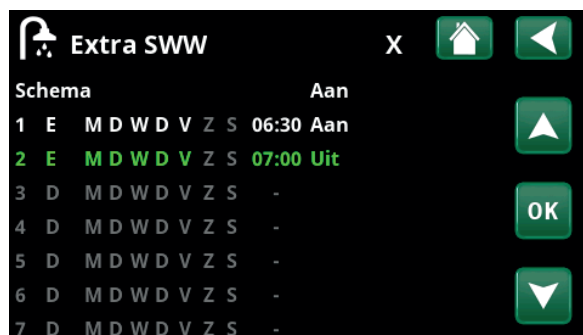 Extra SWW X
Schema Aan
1 E M D W D V Z S 06:30 Aan
2 E M D W D V Z S 07:00 Uit
3 D M D W D V Z S -
4 D M D W D V Z S -
OK
5 D M D W D V Z S -
6 D M D W D V Z S -
7 D M D W D V Z S